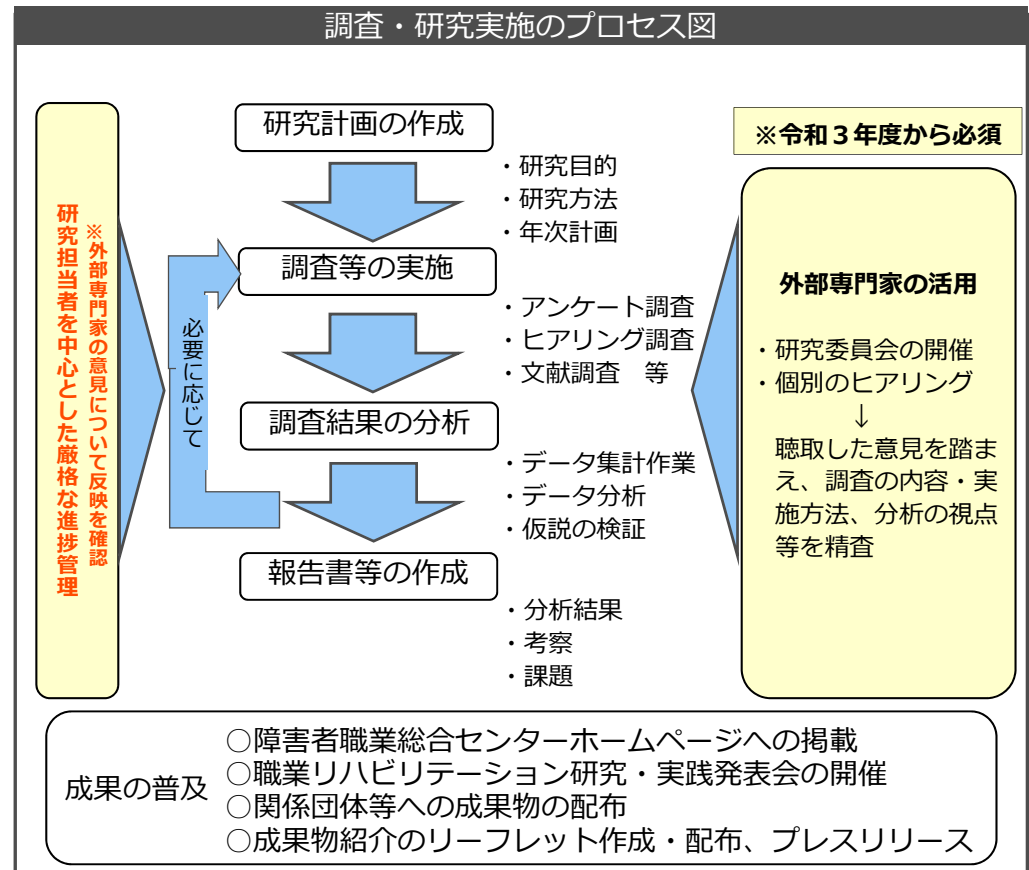 調査・研究実施のプロセス図
研究担当者を中心とした厳格な進捗管理
※外部専門家の意見について反映を確認
研究計画の作成
・研究目的
・研究方法
・年次計画
調査等の実施
・アンケート調査
・ヒアリング調査
・文献調査　等
必要に応じて
調査結果の分析
・データ集計作業
・データ分析
・仮説の検証
報告書等の作成
・分析結果
・考察
・課題
※令和３年度から必須
外部専門家の活用
・研究委員会の開催
・個別のヒアリング
↓
聴取した意見を踏ま
え、調査の内容・実
施方法、分析の視点
等を精査
成果の普及
○障害者職業総合センターホームページへの掲載
○職業リハビリテーション研究・実践発表会の開催
○関係団体等への成果物の配布
○成果物紹介のリーフレット作成・配布、プレスリリース